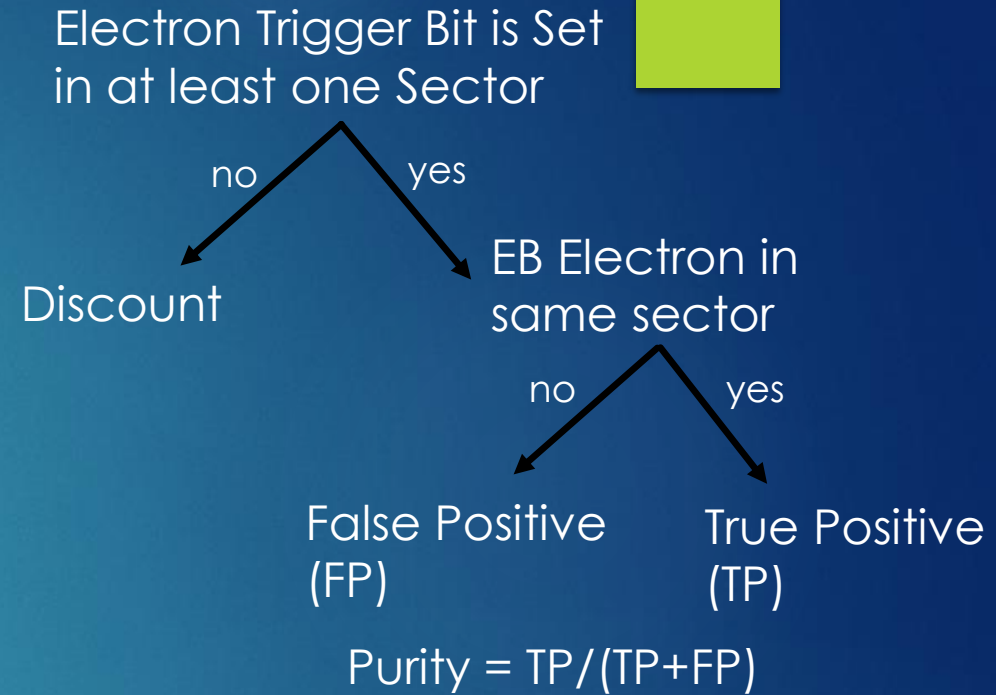 Electron Trigger Bit is Set
in at least one Sector
no
yes
EB Electron in
same sector
Discount
no
yes
False Positive
(FP)
True Positive
(TP)
Purity = TP/(TP+FP)